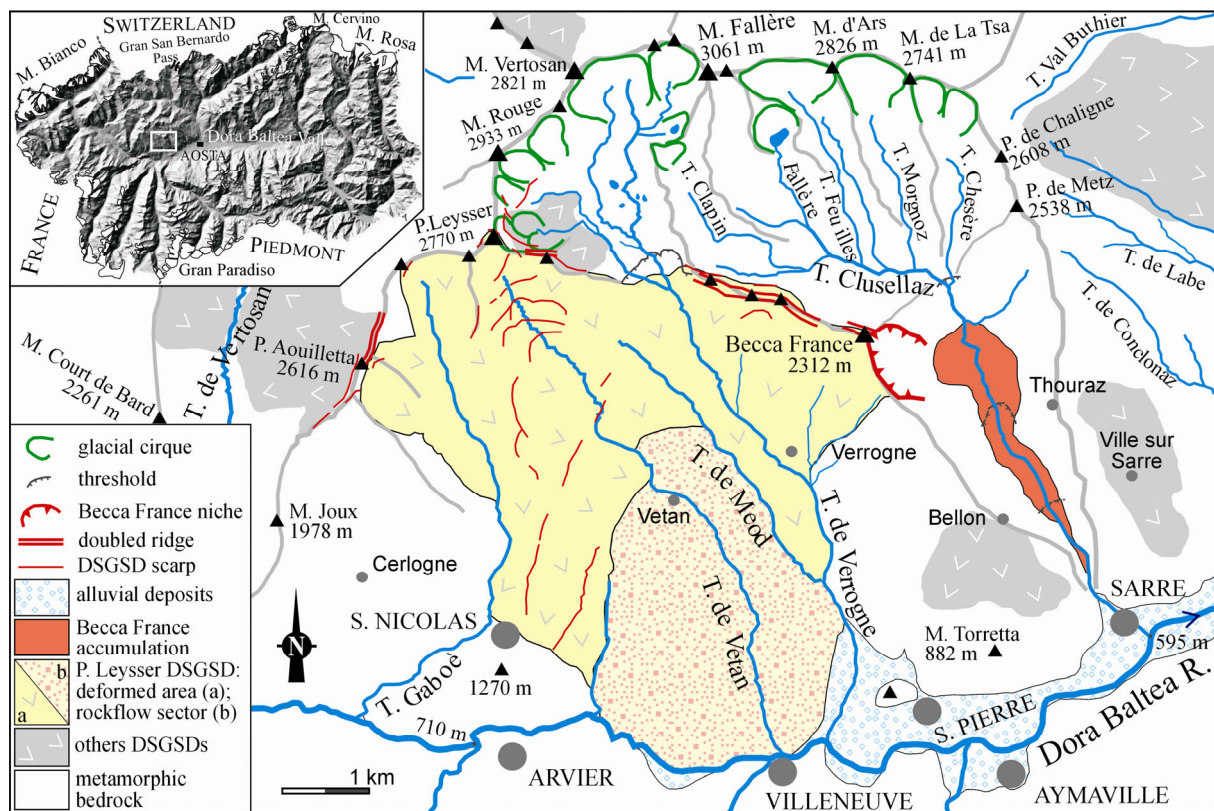 SWITZERLAND
M. Cervino
Gran San Bernardo
Pass
M. Rosa
M. Bianco
Dora Baltea Valley
AOSTA
FRANCE
PIEDMONT
Gran Paradiso
M. Fallère
3061 m
M. d'Ars
2826 m
M. de La Tsa
2741 m
T. Val Buthier
M. Vertosan
2821 m
M. Rouge
2933 m
P. de Chaligne
2608 m
P. de Metz
2538 m
P.Leysser
2770 m
T. Clapin
Fallère
T. Feuilles
T. Morgnoz
T. Chesère
T. Clusellaz
T. de Labe
T. de Conclonaz
T. de Vertosan
P. Aouilletta
2616 m
M. Court de Bard
2261 m
Becca France
2312 m
Thouraz
Ville sur
Sarre
Verrogne
Vetan
T. de Meod
T. de Verrogne
T. de Vetan
Bellon
M. Joux
1978 m
Cerlogne
S. NICOLAS
1270 m
T. Gaboè
710 m
ARVIER
VILLENEUVE
S. PIERRE
M. Torretta
882 m
SARRE
595 m
Dora Baltea R.
AYMAVILLE
glacial cirque
threshold
Becca France niche
doubled ridge
DSGSD scarp
alluvial deposits
Becca France
accumulation
b
a
P. Leysser DSGSD:
deformed area (a);
rockflow sector (b)
others DSGSDs
metamorphic
bedrock
N
1 km